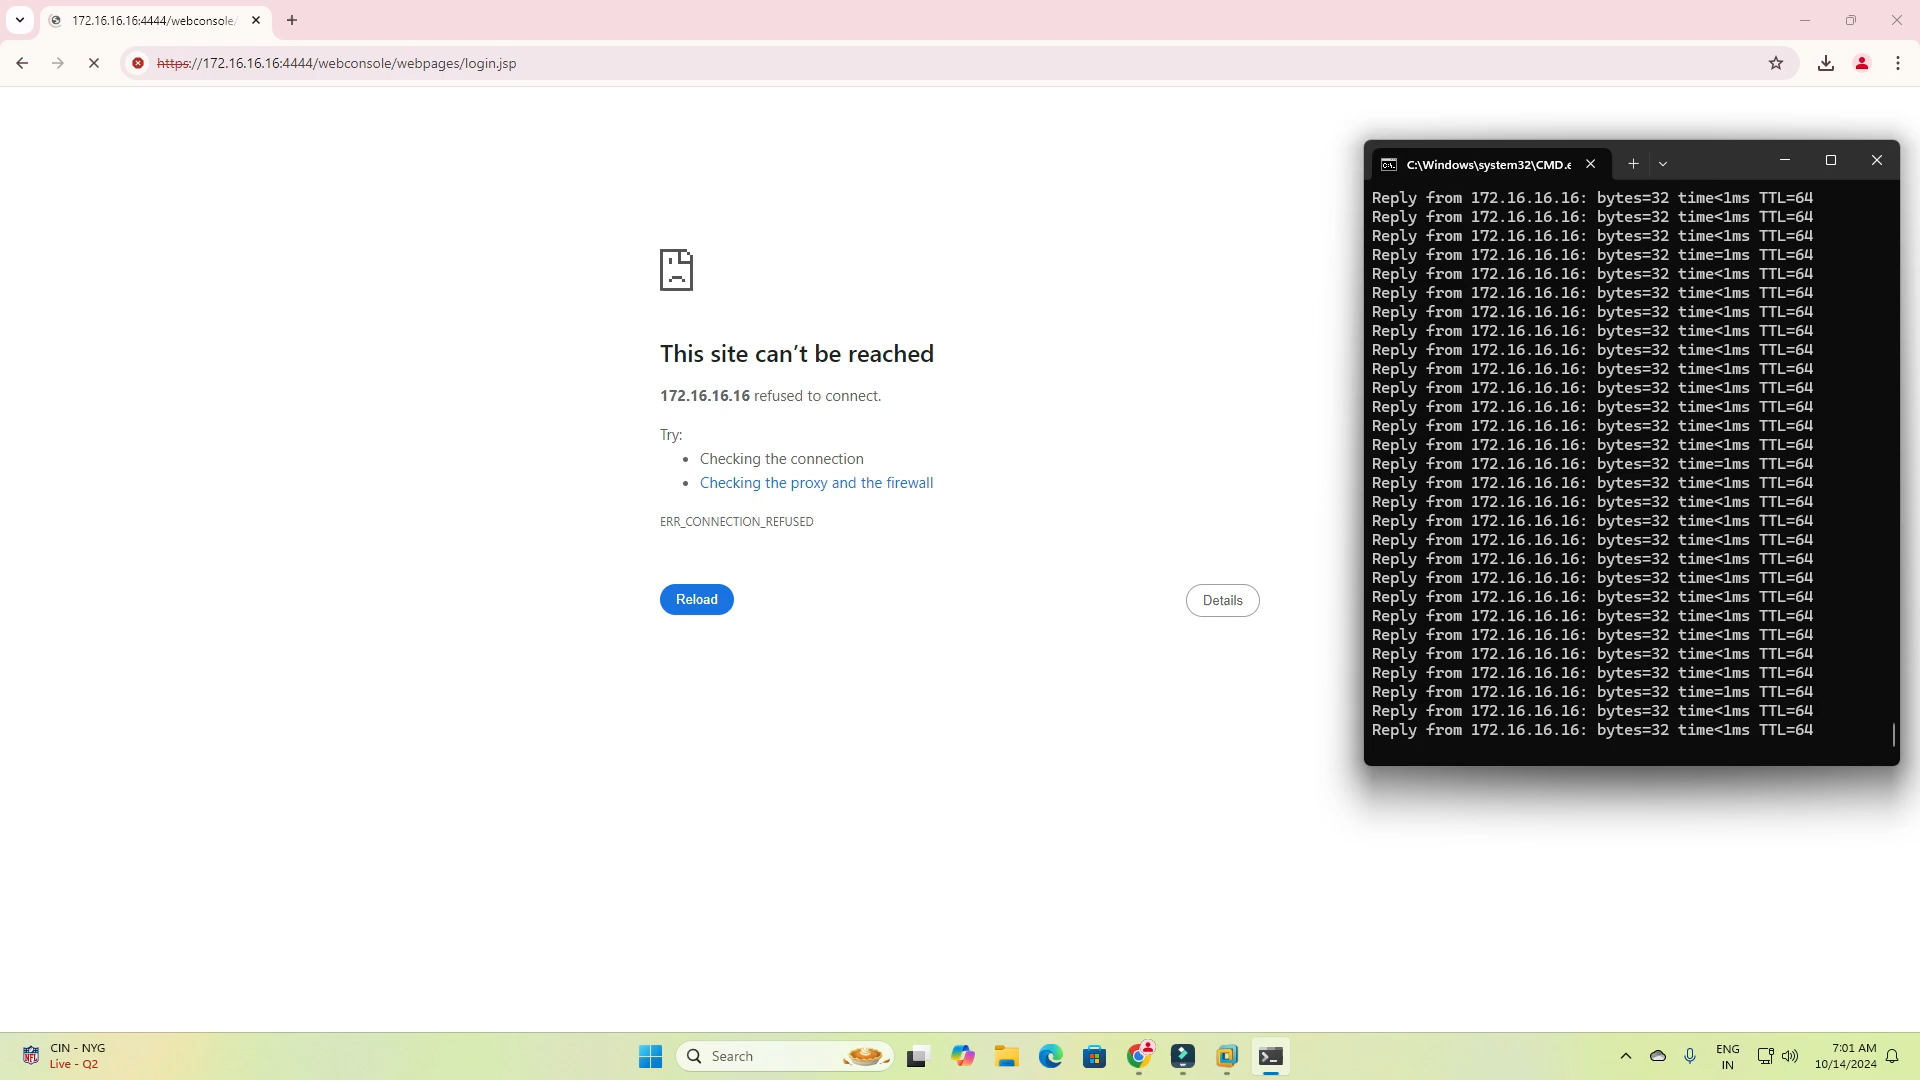 172.16.16.16:4444/webconsole/
https://172.16.16.16:4444/webconsole/webpages/login.jsp
This site can’t be reached
172.16.16.16 refused to connect.
Try:
• Checking the connection
• Checking the proxy and the firewall
ERR_CONNECTION_REFUSED
Reload
Details
C:\Windows\system32\CMD.e
Reply from 172.16.16.16: bytes=32 time<1ms TTL=64
Reply from 172.16.16.16: bytes=32 time<1ms TTL=64
Reply from 172.16.16.16: bytes=32 time<1ms TTL=64
Reply from 172.16.16.16: bytes=32 time=1ms TTL=64
Reply from 172.16.16.16: bytes=32 time<1ms TTL=64
Reply from 172.16.16.16: bytes=32 time<1ms TTL=64
Reply from 172.16.16.16: bytes=32 time<1ms TTL=64
Reply from 172.16.16.16: bytes=32 time<1ms TTL=64
Reply from 172.16.16.16: bytes=32 time<1ms TTL=64
Reply from 172.16.16.16: bytes=32 time<1ms TTL=64
Reply from 172.16.16.16: bytes=32 time<1ms TTL=64
Reply from 172.16.16.16: bytes=32 time<1ms TTL=64
Reply from 172.16.16.16: bytes=32 time<1ms TTL=64
Reply from 172.16.16.16: bytes=32 time<1ms TTL=64
Reply from 172.16.16.16: bytes=32 time=1ms TTL=64
Reply from 172.16.16.16: bytes=32 time<1ms TTL=64
Reply from 172.16.16.16: bytes=32 time<1ms TTL=64
Reply from 172.16.16.16: bytes=32 time<1ms TTL=64
Reply from 172.16.16.16: bytes=32 time<1ms TTL=64
Reply from 172.16.16.16: bytes=32 time<1ms TTL=64
Reply from 172.16.16.16: bytes=32 time<1ms TTL=64
Reply from 172.16.16.16: bytes=32 time<1ms TTL=64
Reply from 172.16.16.16: bytes=32 time<1ms TTL=64
Reply from 172.16.16.16: bytes=32 time<1ms TTL=64
Reply from 172.16.16.16: bytes=32 time<1ms TTL=64
Reply from 172.16.16.16: bytes=32 time<1ms TTL=64
Reply from 172.16.16.16: bytes=32 time=1ms TTL=64
Reply from 172.16.16.16: bytes=32 time<1ms TTL=64
Reply from 172.16.16.16: bytes=32 time<1ms TTL=64
CIN - NYG
Live - Q2
Search
ENG
IN
7:01 AM
10/14/2024